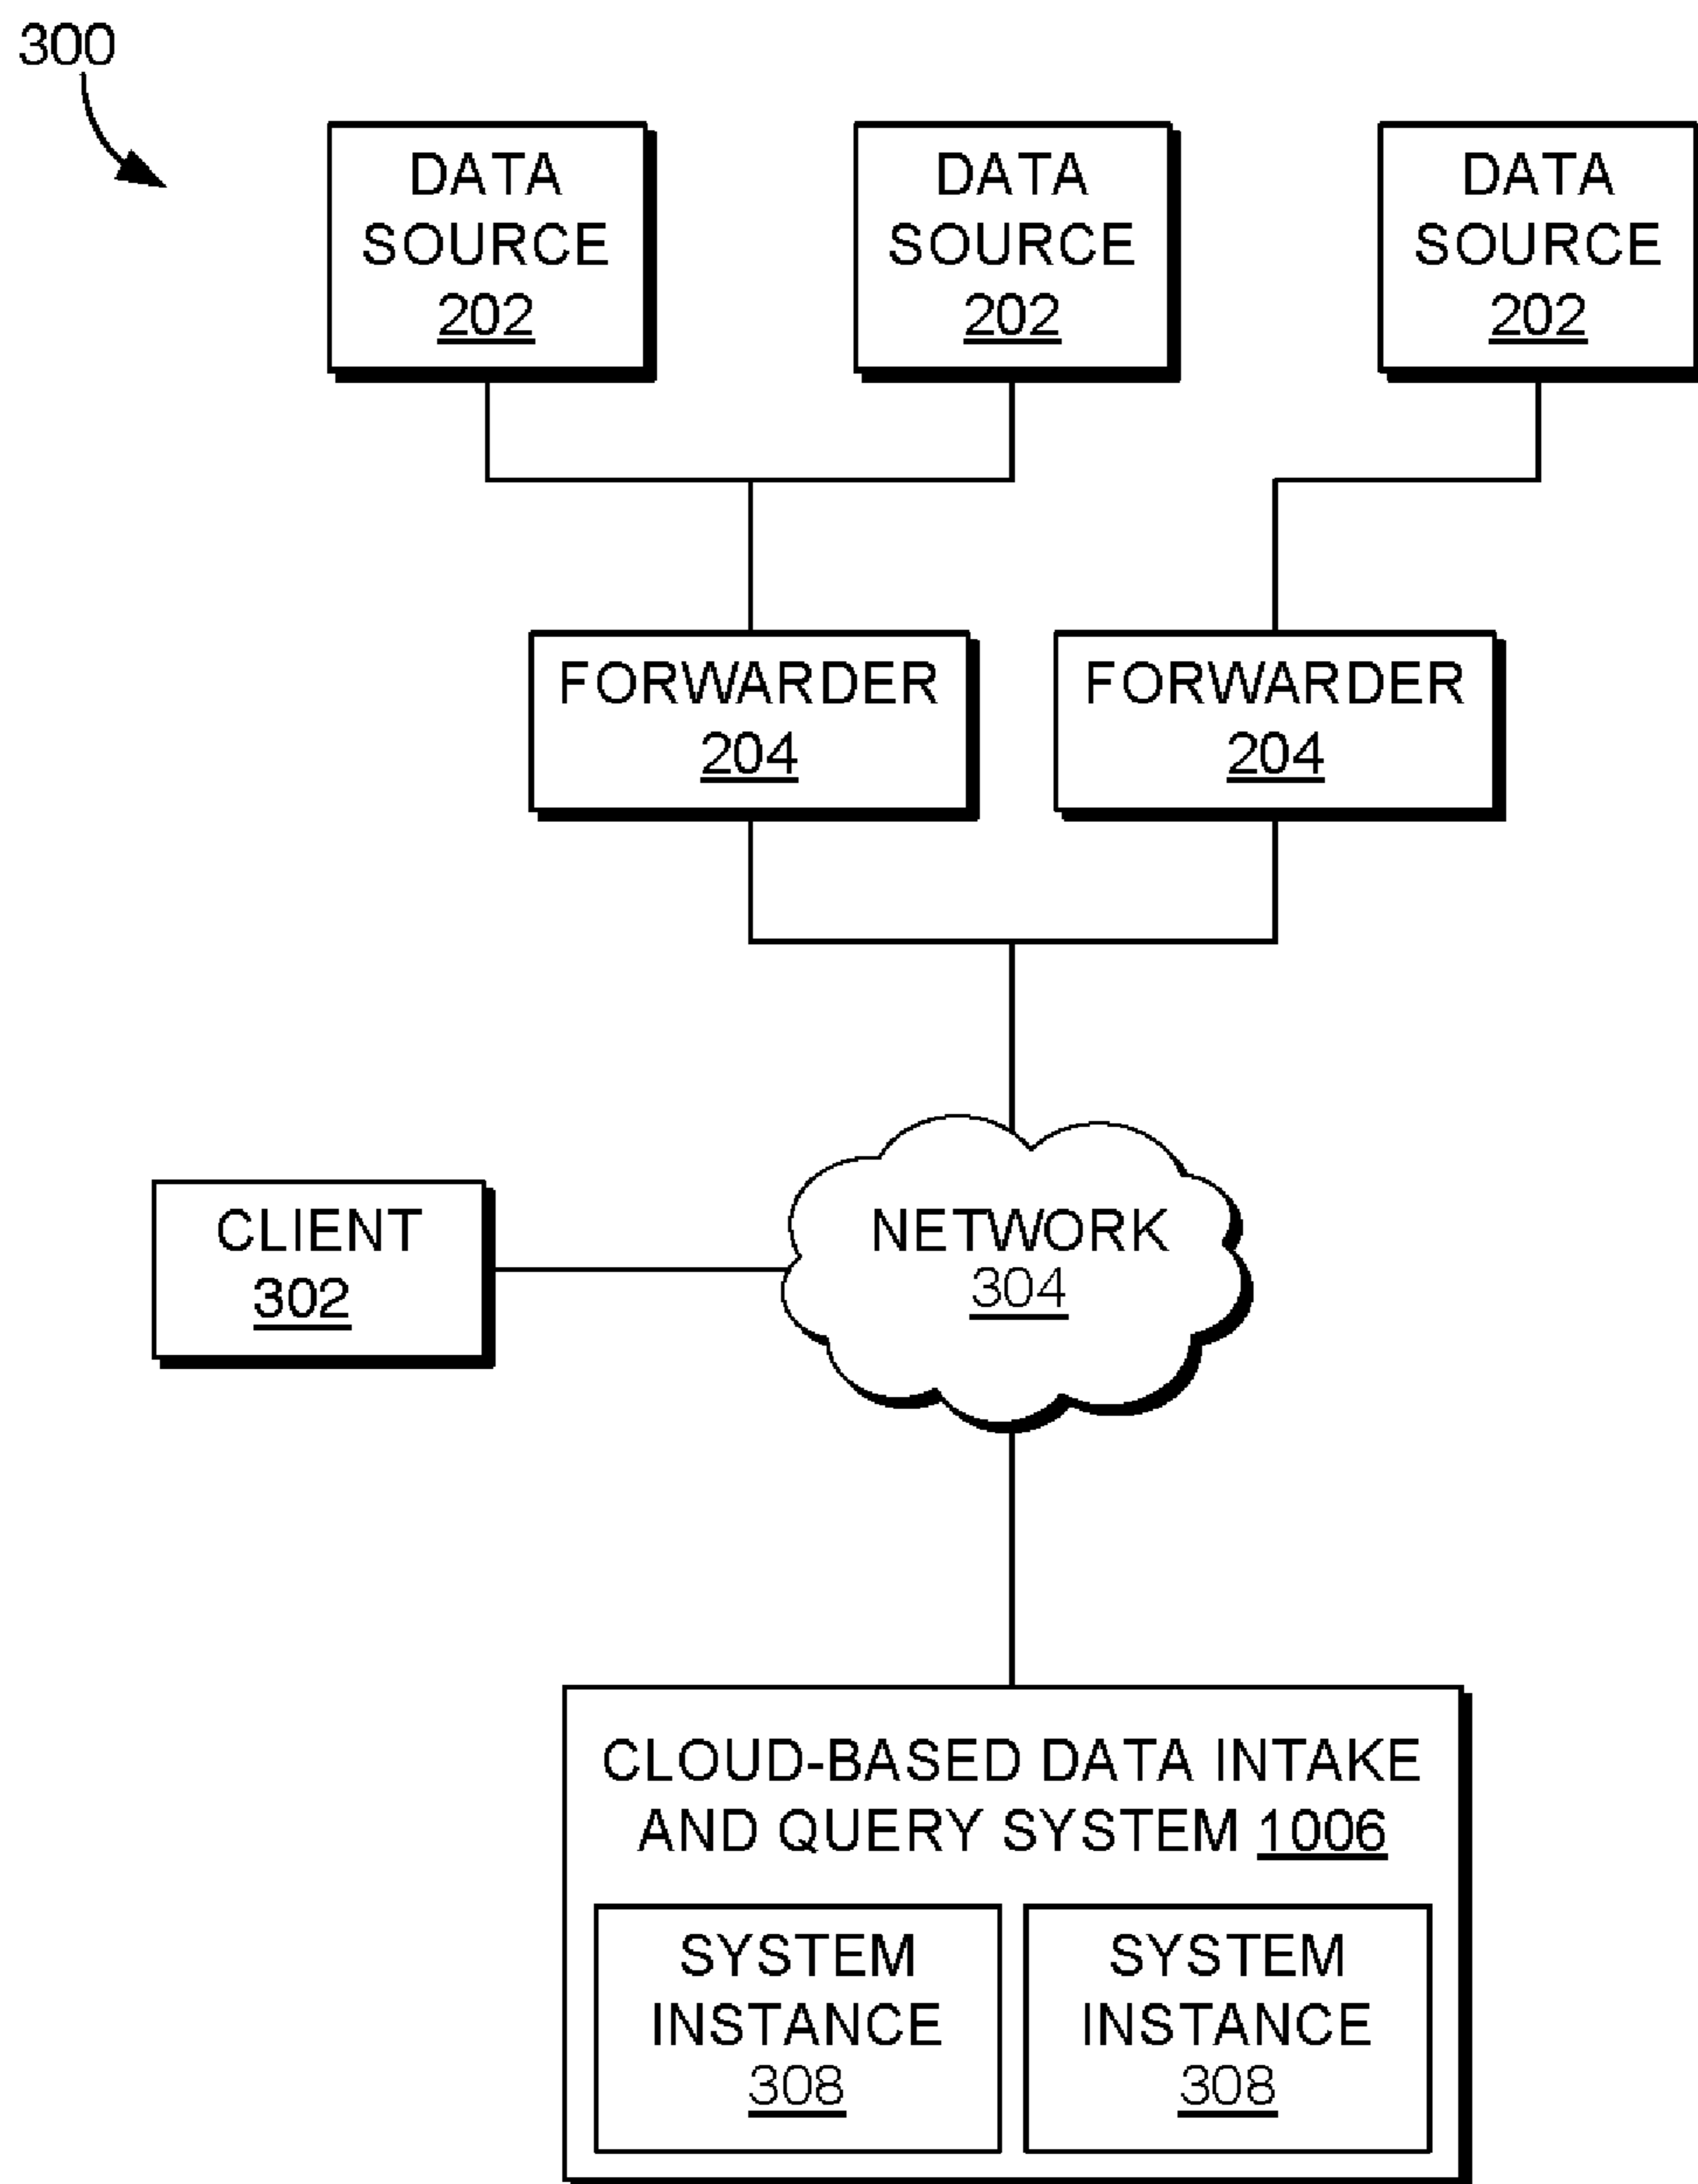 300
DATA
SOURCE
202
DATA
SOURCE
202
DATA
SOURCE
202
FORWARDER
204
FORWARDER
204
CLIENT
302
NETWORK
304
CLOUD-BASED DATA INTAKE
AND QUERY SYSTEM 1006
SYSTEM
INSTANCE
308
SYSTEM
INSTANCE
308